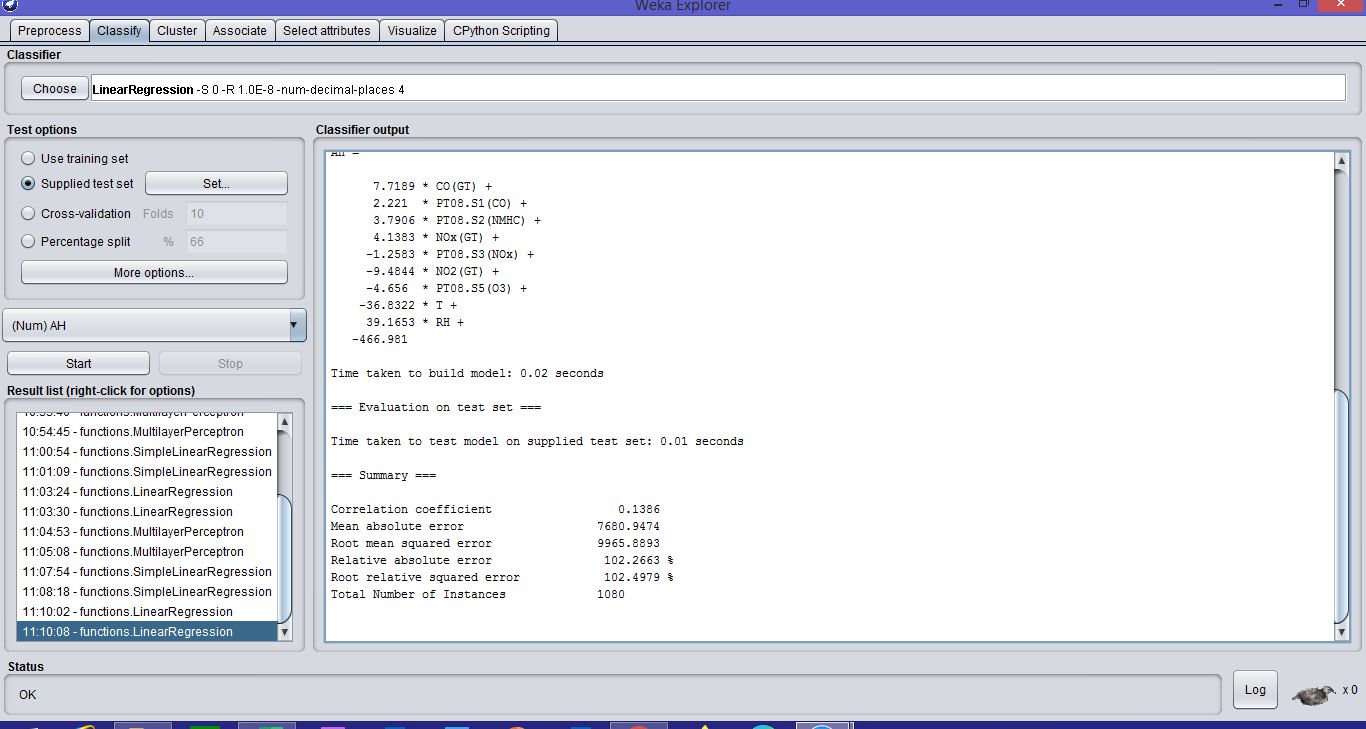 Weka Explorer
Preprocess Classify Cluster Associate Select attributes Visualize CPython Scripting
Classifier
Choose LinearRegression -S 0 -R 1.0E-8 -num-decimal-places 4
Test options
Use training set
Supplied test set Set...
Cross-validation Folds 10
Percentage split % 66
More options...
(Num) AH
Start Stop
Result list (right-click for options)
10:54:45 - functions.MultilayerPerceptron
11:00:54 - functions.SimpleLinearRegression
11:01:09 - functions.SimpleLinearRegression
11:03:24 - functions.LinearRegression
11:03:30 - functions.LinearRegression
11:04:53 - functions.MultilayerPerceptron
11:05:08 - functions.MultilayerPerceptron
11:07:54 - functions.SimpleLinearRegression
11:08:18 - functions.SimpleLinearRegression
11:10:02 - functions.LinearRegression
11:10:08 - functions.LinearRegression
Classifier output
AH =
7.7189 * CO(GT) +
2.221 * PT08.S1(CO) +
3.7906 * PT08.S2(NMHC) +
4.1383 * NOx(GT) +
-1.2583 * PT08.S3(NOx) +
-9.4844 * NO2(GT) +
-4.656 * PT08.S5(O3) +
-36.8322 * T +
39.1653 * RH +
-466.981
Time taken to build model: 0.02 seconds
=== Evaluation on test set ===
Time taken to test model on supplied test set: 0.01 seconds
=== Summary ===
Correlation coefficient 0.1386
Mean absolute error 7680.9474
Root mean squared error 9965.8893
Relative absolute error 102.2663 %
Root relative squared error 102.4979 %
Total Number of Instances 1080
Status
OK
Log
x 0